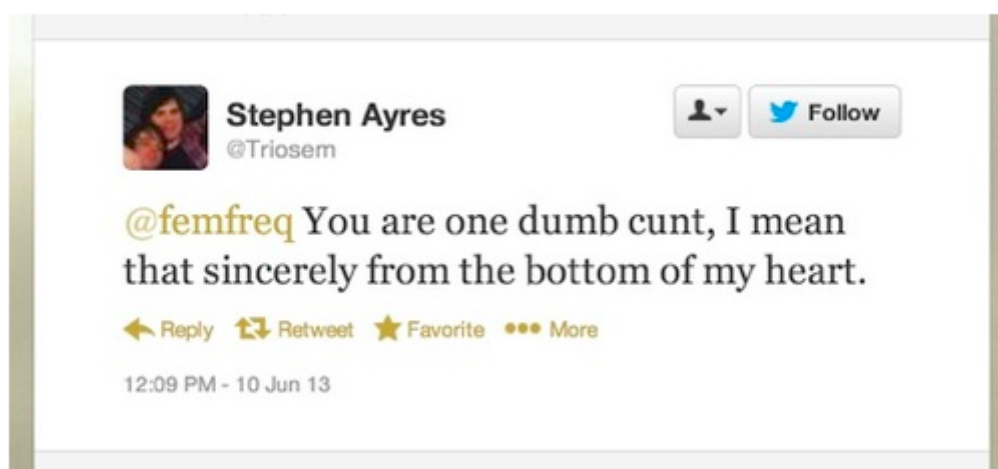 Stephen Ayres
Follow
@Triosem
@femfreq You are one dumb cunt, I mean
that sincerely from the bottom of my heart.
Reply Retweet Favorite More
12:09 PM - 10 Jun 13